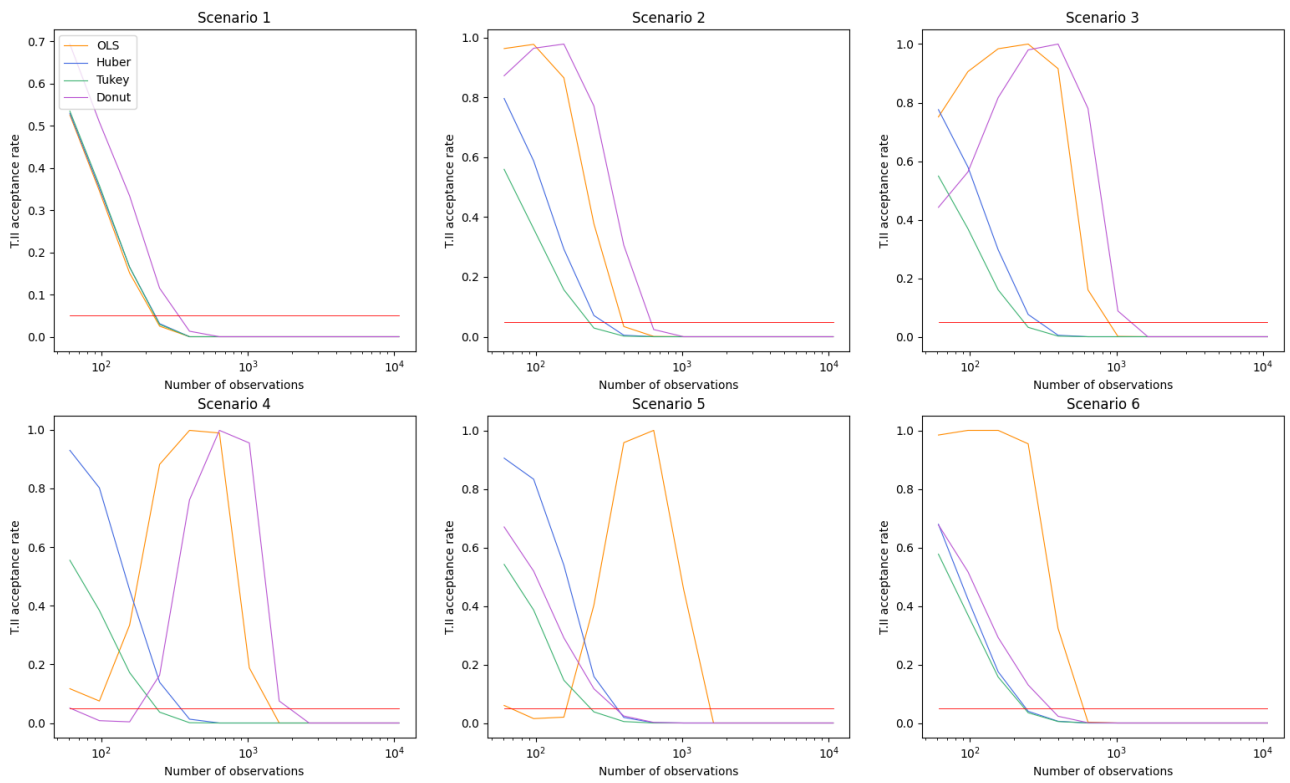 Scenario 1
OLS
Huber
Tukey
Donut
T.II acceptance rate
0.7
0.6
0.5
0.4
0.3
0.2
0.1
0.0
10²
10³
10⁴
Number of observations
Scenario 2
T.II acceptance rate
1.0
0.8
0.6
0.4
0.2
0.0
10²
10³
10⁴
Number of observations
Scenario 3
T.II acceptance rate
1.0
0.8
0.6
0.4
0.2
0.0
10²
10³
10⁴
Number of observations
Scenario 4
T.II acceptance rate
1.0
0.8
0.6
0.4
0.2
0.0
10²
10³
10⁴
Number of observations
Scenario 5
T.II acceptance rate
1.0
0.8
0.6
0.4
0.2
0.0
10²
10³
10⁴
Number of observations
Scenario 6
T.II acceptance rate
1.0
0.8
0.6
0.4
0.2
0.0
10²
10³
10⁴
Number of observations